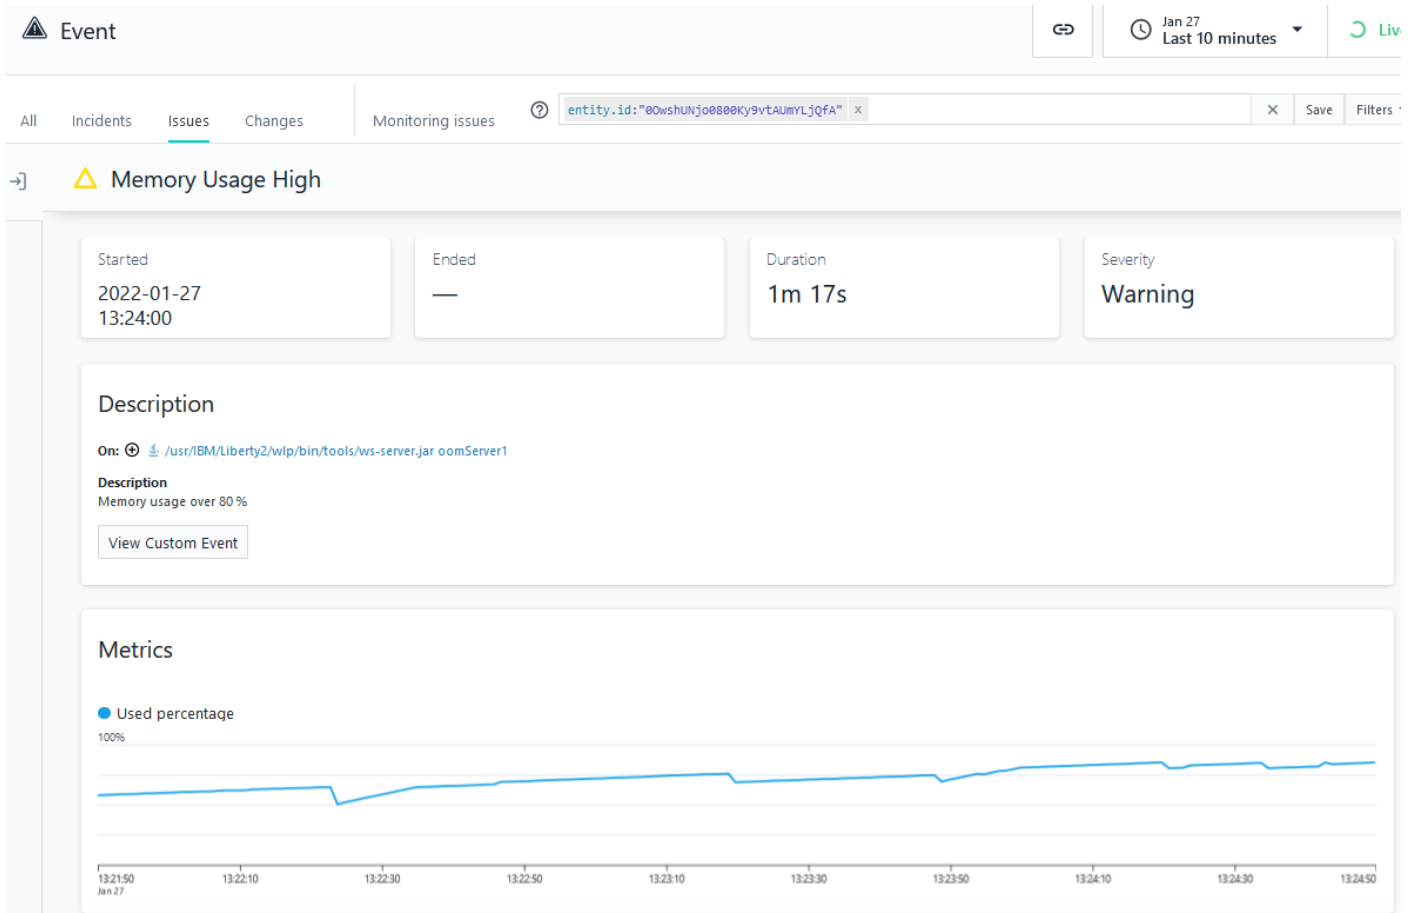 Event
Jan 27
Last 10 minutes
All
Incidents
Issues
Changes
Monitoring issues
entity.id:"0OwshUNjo0800Ky9vtAUmYLjQfA" x
Save
Filters
Memory Usage High
Started
2022-01-27
13:24:00
Ended
—
Duration
1m 17s
Severity
Warning
Description
On: /usr/IBM/Liberty2/wlp/bin/tools/ws-server.jar oomServer1
Description
Memory usage over 80 %
View Custom Event
Metrics
Used percentage
100%
13:21:50
Jan 27
13:22:10
13:22:30
13:22:50
13:23:10
13:23:30
13:23:50
13:24:10
13:24:30
13:24:50